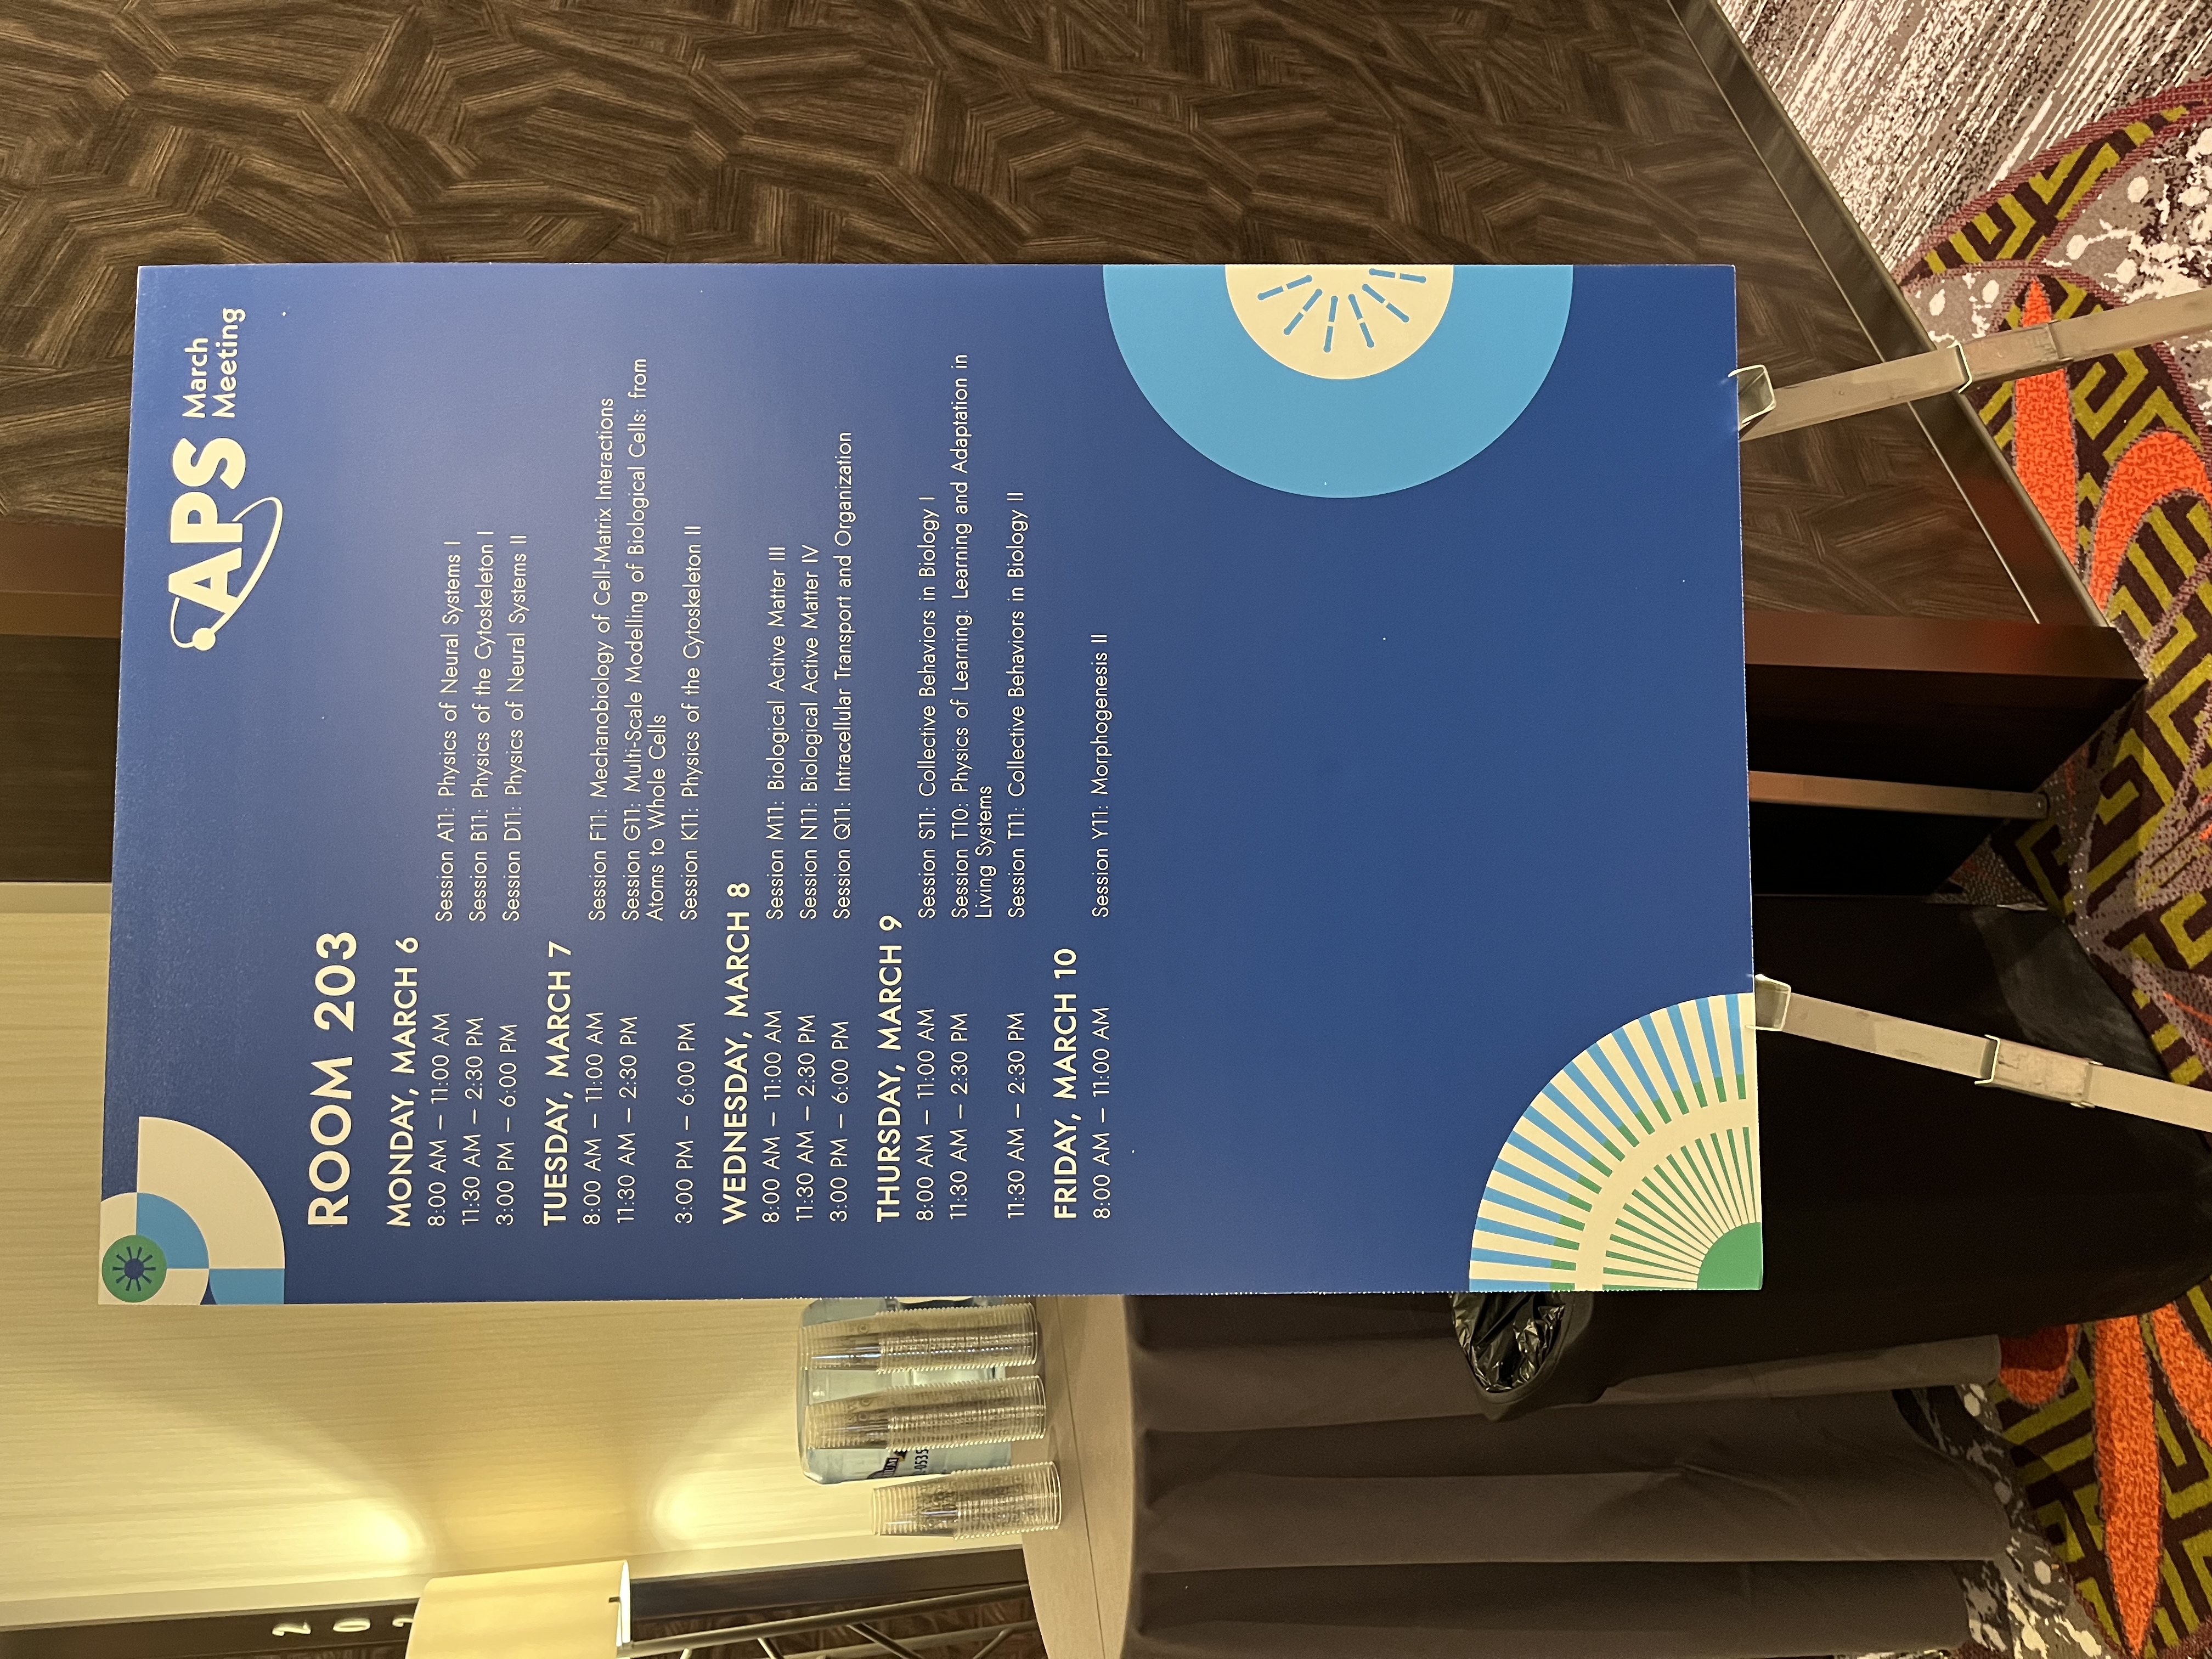 APS March
Meeting
ROOM 203
MONDAY, MARCH 6
8:00 AM – 11:00 AM Session A11: Physics of Neural Systems I
11:30 AM – 2:30 PM Session B11: Physics of the Cytoskeleton I
3:00 PM – 6:00 PM Session D11: Physics of Neural Systems II
TUESDAY, MARCH 7
8:00 AM – 11:00 AM Session F11: Mechanobiology of Cell-Matrix Interactions
11:30 AM – 2:30 PM Session G11: Multi-Scale Modelling of Biological Cells: from
Atoms to Whole Cells
3:00 PM – 6:00 PM Session K11: Physics of the Cytoskeleton II
WEDNESDAY, MARCH 8
8:00 AM – 11:00 AM Session M11: Biological Active Matter III
11:30 AM – 2:30 PM Session N11: Biological Active Matter IV
3:00 PM – 6:00 PM Session Q11: Intracellular Transport and Organization
THURSDAY, MARCH 9
8:00 AM – 11:00 AM Session S11: Collective Behaviors in Biology I
11:30 AM – 2:30 PM Session T10: Physics of Learning: Learning and Adaptation in
Living Systems
11:30 AM – 2:30 PM Session T11: Collective Behaviors in Biology II
FRIDAY, MARCH 10
8:00 AM – 11:00 AM Session Y11: Morphogenesis II
2
0
-0535